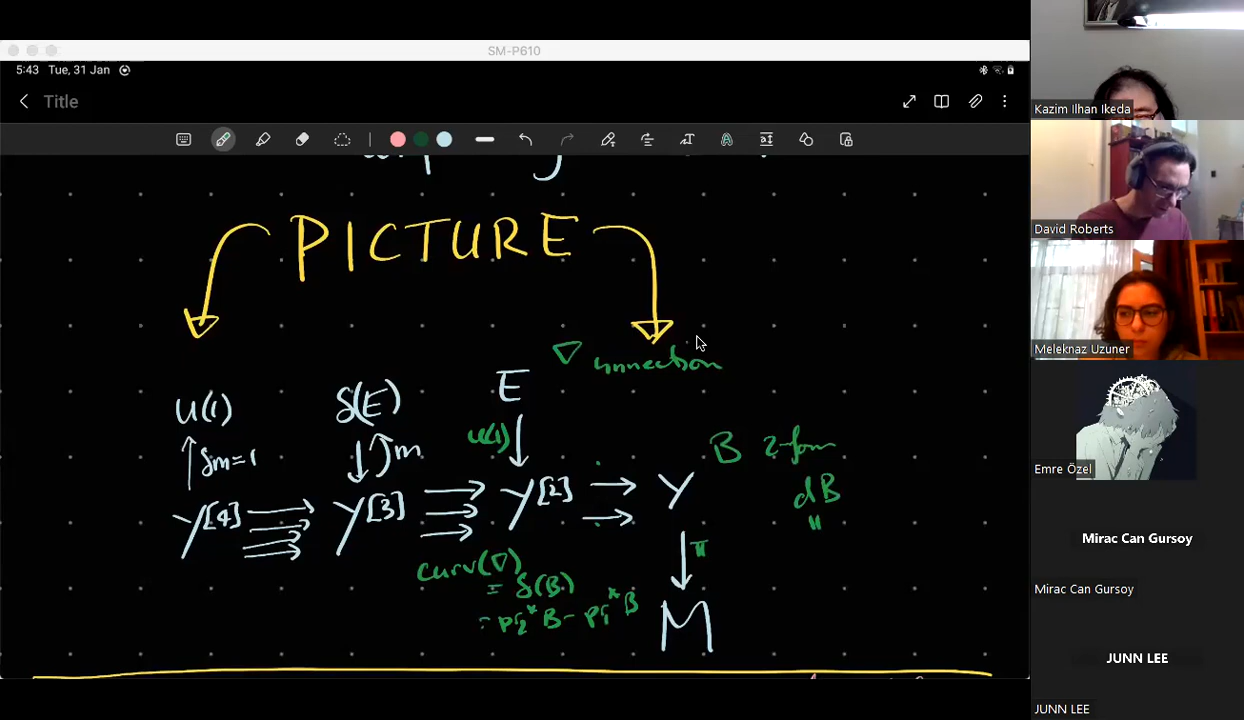 SM-P610
5:43 Tue, 31 Jan
Title
PICTURE
∇ connection
E
U(1) δ(E)
u(1) B 2-form
δm=1 m
dB
Y[4] Y[3] Y[2] Y
"
curv(∇) π
= δ(B)
= pr₂* B - pr₁* B
M
Kazim Ilhan Ikeda
David Roberts
Meleknaz Uzuner
Emre Özel
Mirac Can Gursoy
Mirac Can Gursoy
JUNN LEE
JUNN LEE